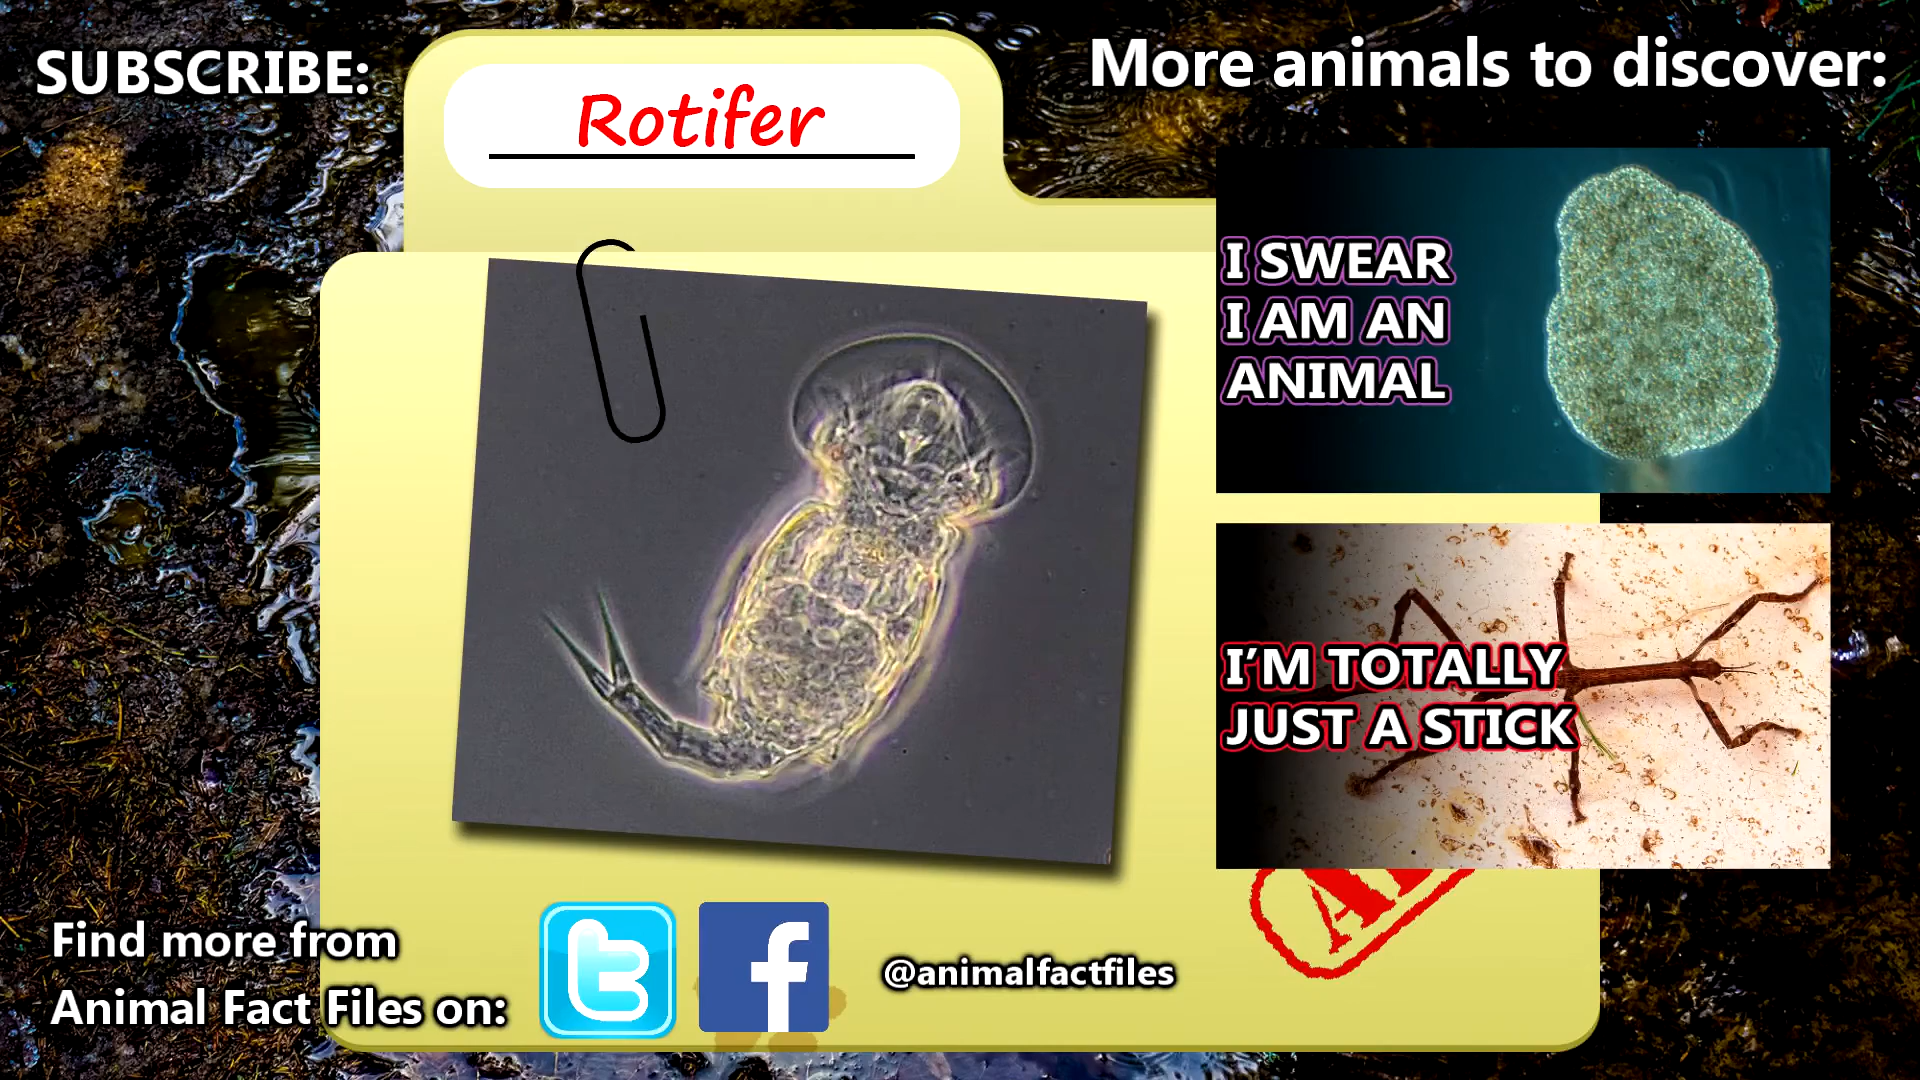 SUBSCRIBE:
Rotifer
More animals to discover:
I SWEAR
I AM AN
ANIMAL
I'M TOTALLY
JUST A STICK
Find more from
Animal Fact Files on:
@animalfactfiles